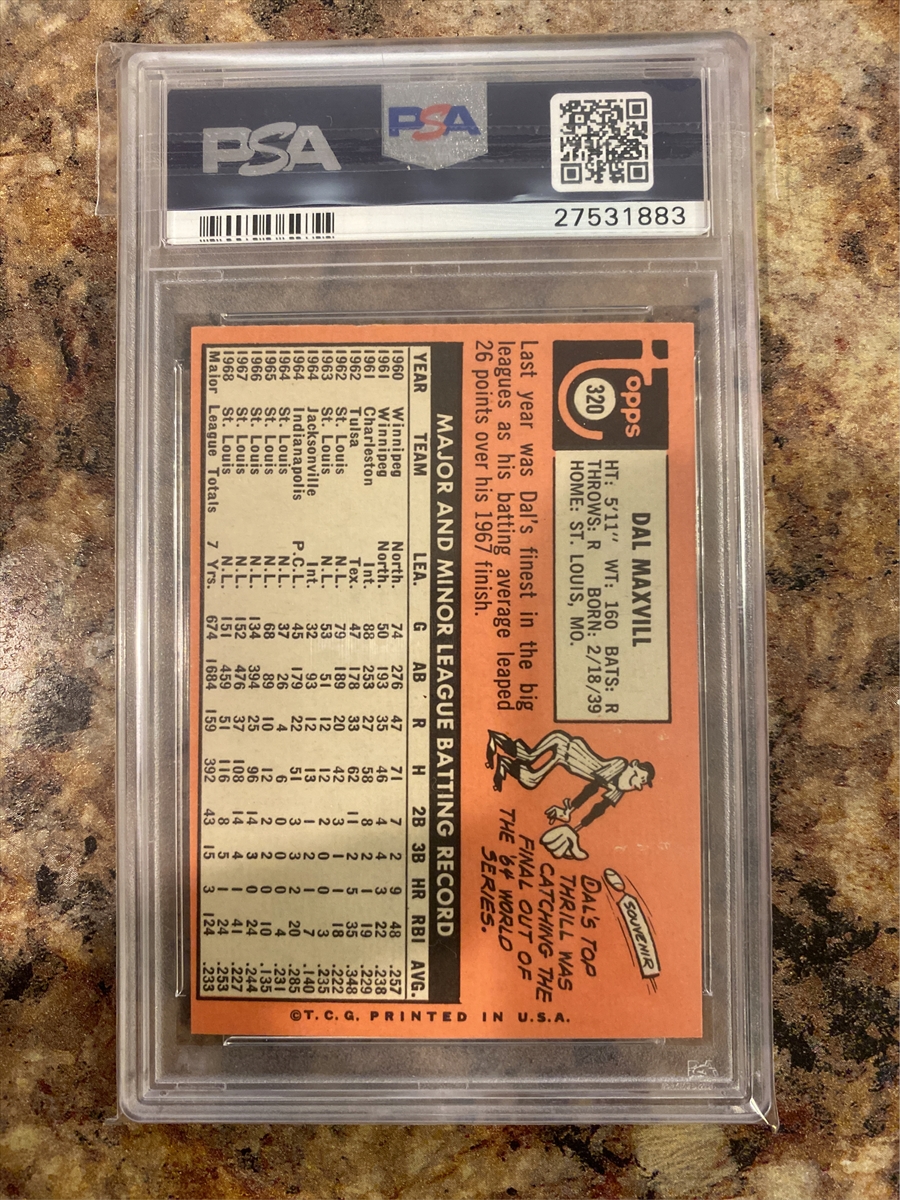 PSA
PSA
27531883
Topps
320
DAL MAXVILL
HT: 5'11" WT: 160 BATS: R
THROWS: R BORN: 2/18/39
HOME: ST. LOUIS, MO.
Last year was Dal's finest in the big
leagues as his batting average leaped
26 points over his 1967 finish.
SOUVENIR
DAL'S TOP
THRILL WAS
CATCHING THE
FINAL OUT OF
THE '64 WORLD
SERIES.
MAJOR AND MINOR LEAGUE BATTING RECORD
YEAR TEAM LEA. G AB R H 2B 3B HR RBI AVG.
1960 Winnipeg North. 74 276 47 71 7 2 9 48 .257
1961 Winnipeg North. 50 193 35 46 4 4 3 22 .238
1961 Charleston Int. 88 253 27 58 8 2 1 19 .229
1962 Tulsa Tex. 47 178 33 62 11 2 5 35 .348
1962 St. Louis N.L. 79 189 20 42 3 1 1 18 .222
1963 St. Louis N.L. 53 51 12 12 2 0 0 3 .235
1964 Jacksonville Int. 32 93 12 13 1 2 1 7 .140
1964 Indianapolis P.C.L. 45 179 22 51 3 3 2 20 .285
1964 St. Louis N.L. 37 26 4 6 0 0 0 4 .231
1965 St. Louis N.L. 68 89 10 12 2 2 0 10 .135
1966 St. Louis N.L. 134 394 25 96 14 3 0 24 .244
1967 St. Louis N.L. 152 476 37 108 14 4 1 41 .227
1968 St. Louis N.L. 151 459 51 116 8 5 1 24 .253
Major League Totals 7 Yrs. 674 1684 159 392 43 15 3 124 .233
©T.C.G. PRINTED IN U.S.A.